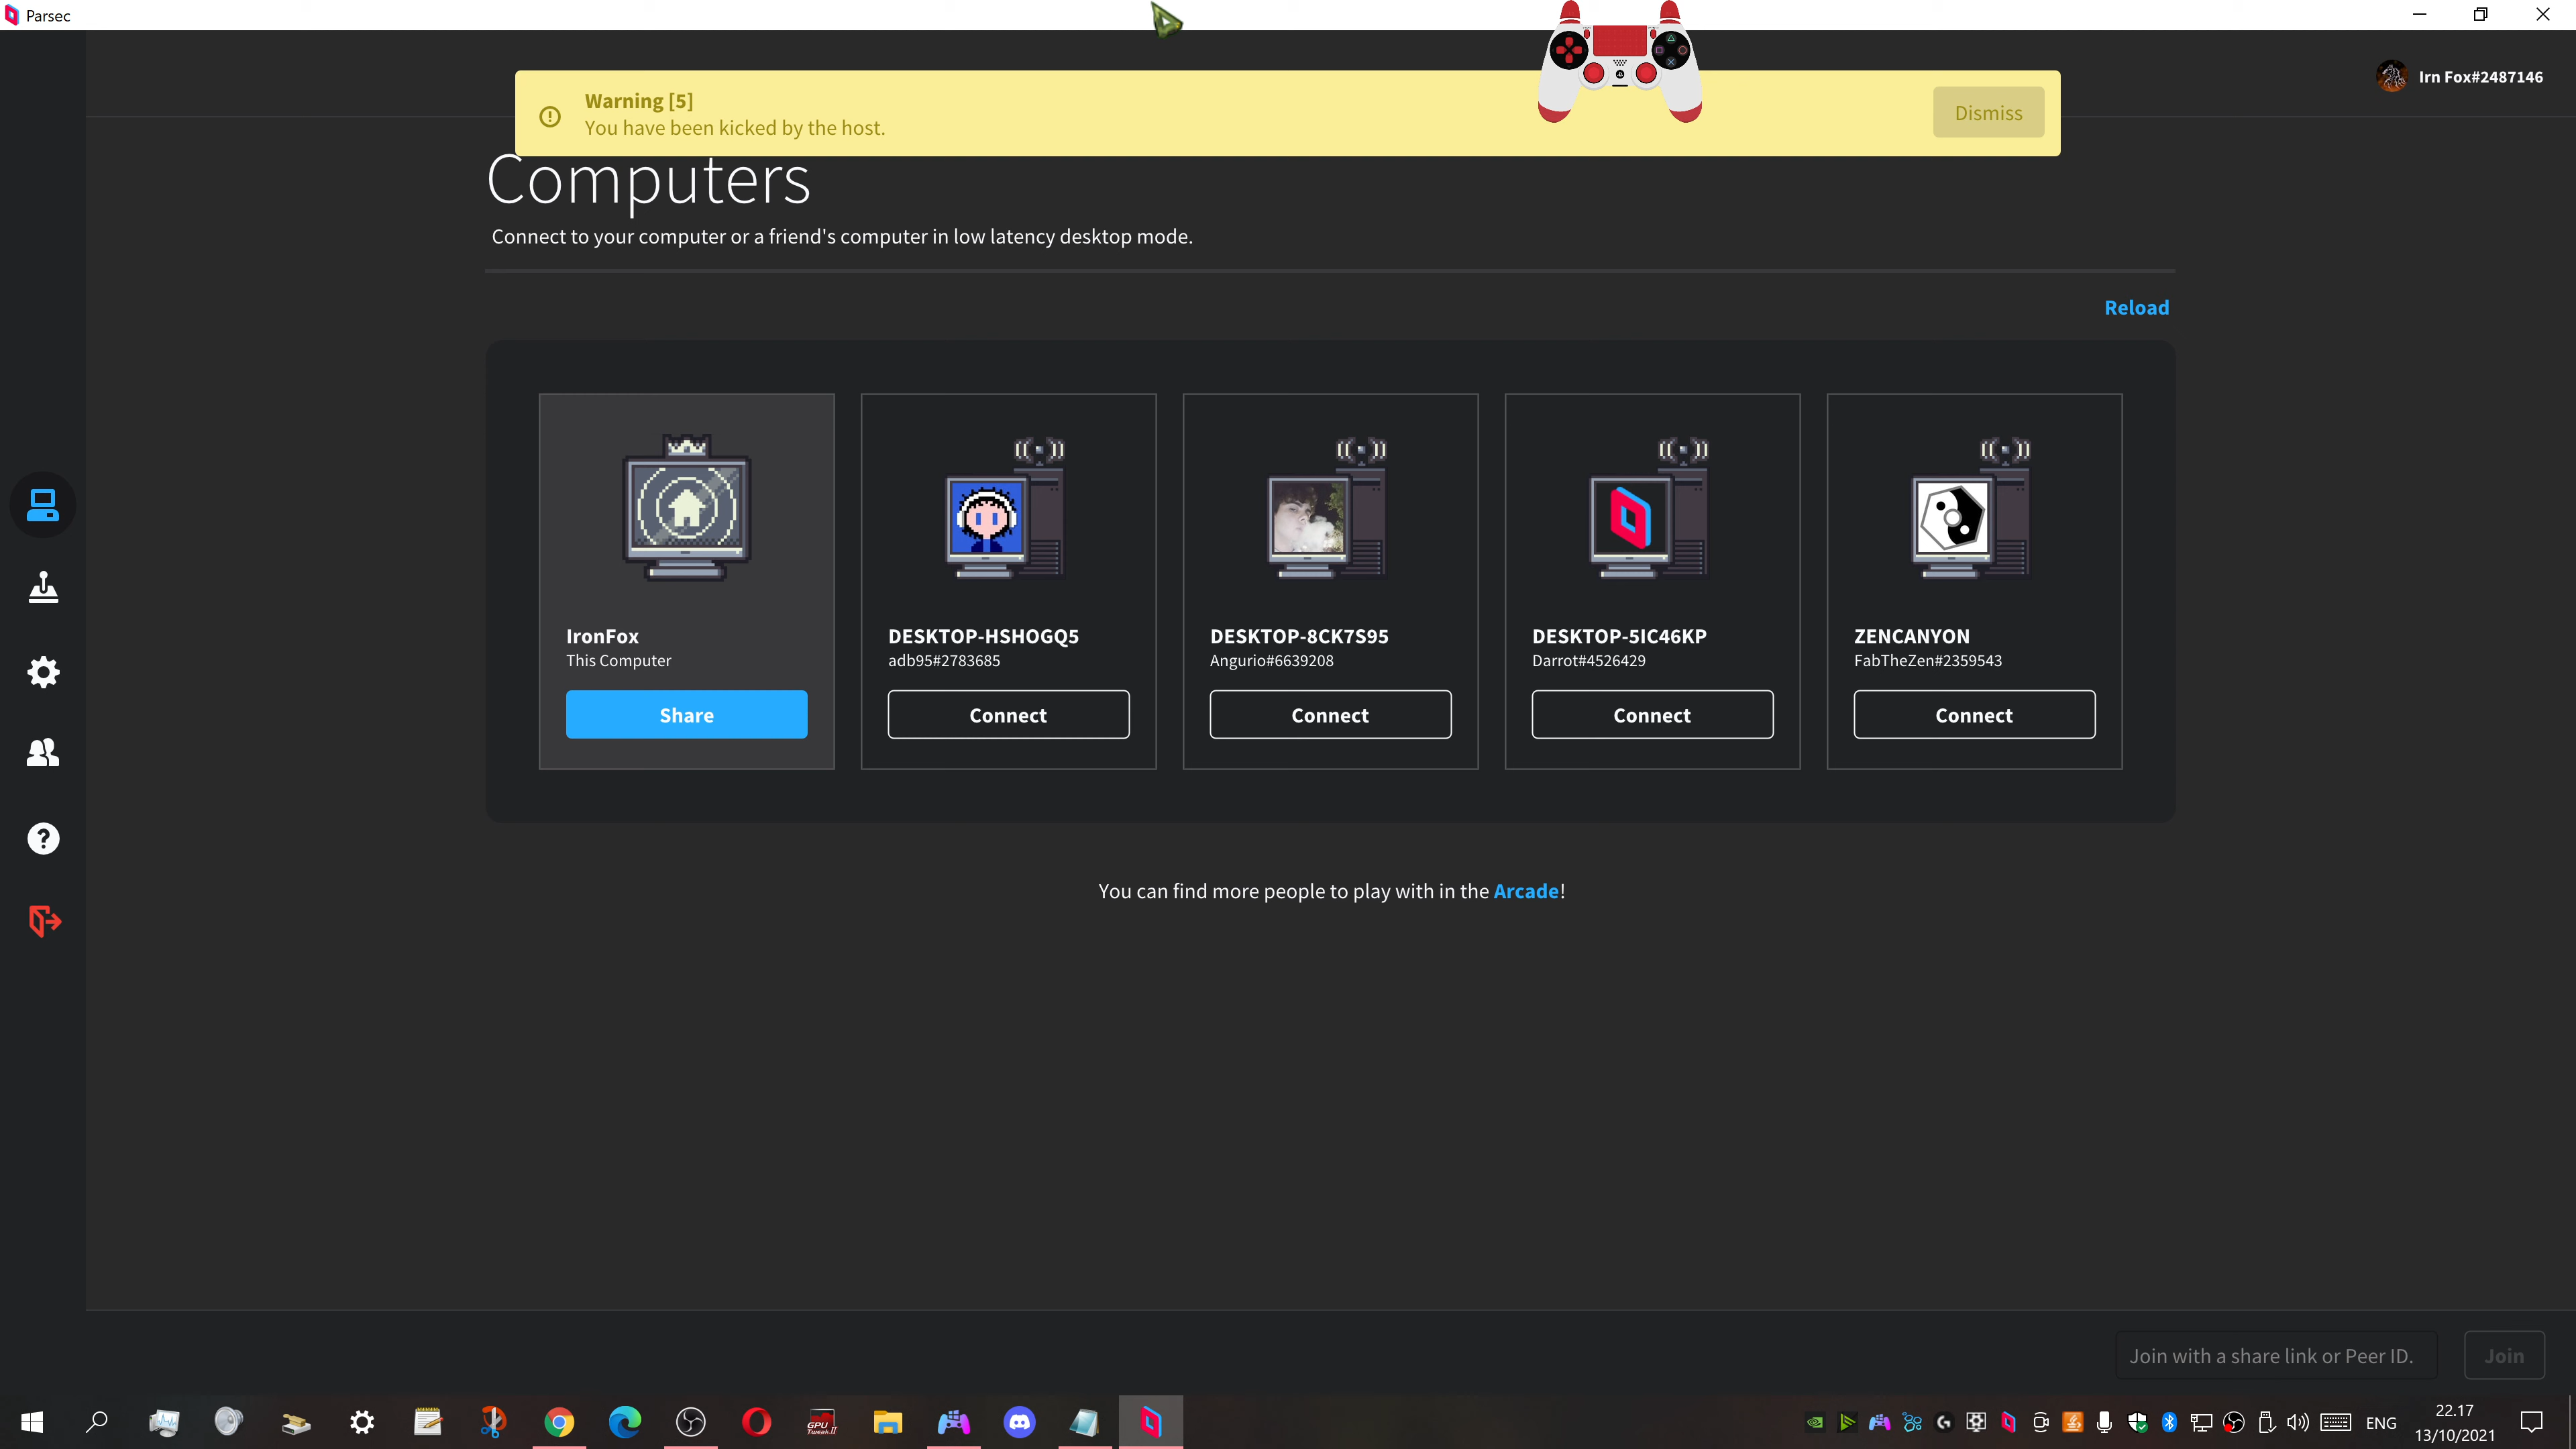 Parsec
Irn Fox#2487146
Warning [5]
You have been kicked by the host.
Dismiss
Computers
Connect to your computer or a friend's computer in low latency desktop mode.
Reload
IronFox
This Computer
Share
DESKTOP-HSHOGQ5
adb95#2783685
Connect
DESKTOP-8CK7S95
Angurio#6639208
Connect
DESKTOP-5IC46KP
Darrot#4526429
Connect
ZENCANYON
FabTheZen#2359543
Connect
You can find more people to play with in the Arcade!
Join with a share link or Peer ID.
Join
GPU
Tweak II
ENG
22.17
13/10/2021